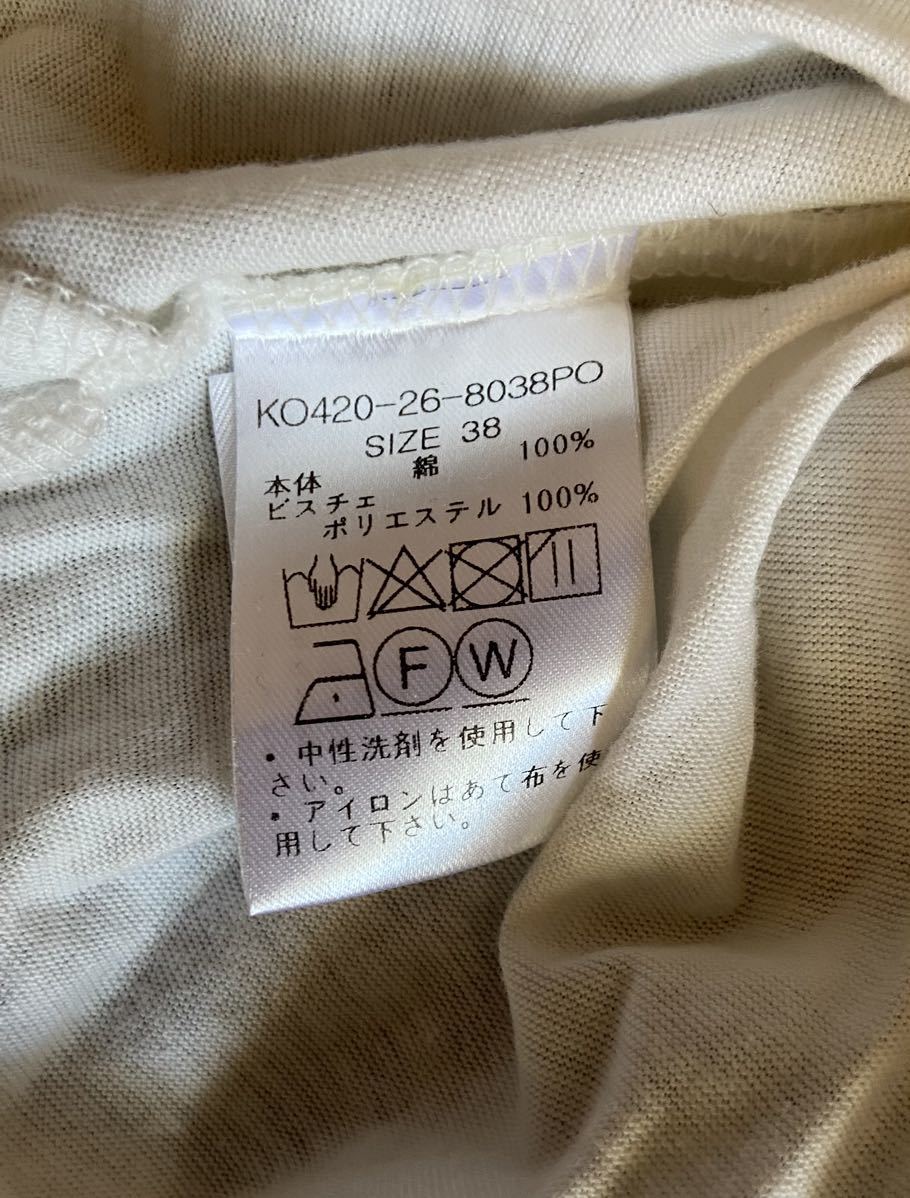 KO420-26-8038PO
SIZE 38
本体 綿 100%
ビスチェ
ポリエステル 100%
F W
・中性洗剤を使用して下
さい。
・アイロンはあて布を使
用して下さい。